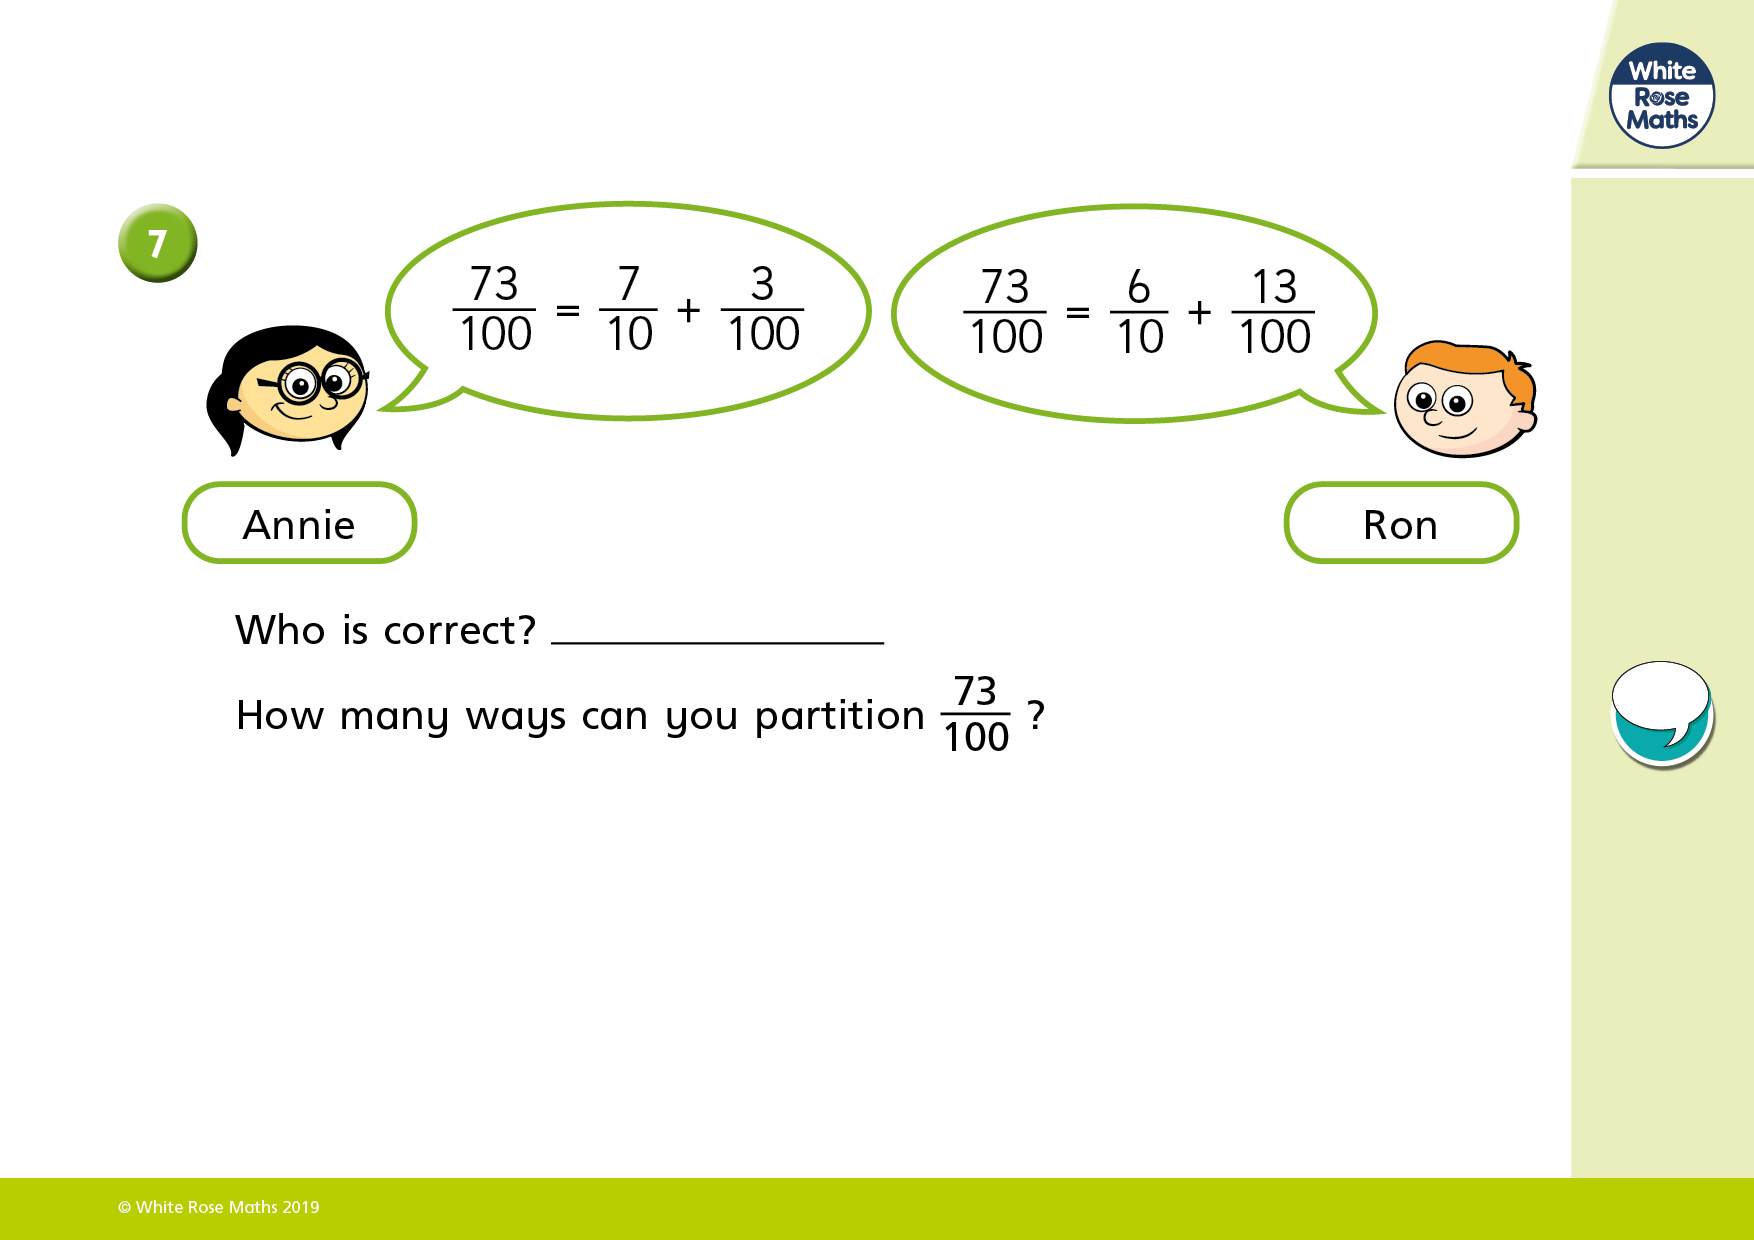 White
Rose
Maths
7
73/100 = 7/10 + 3/100
73/100 = 6/10 + 13/100
Annie
Ron
Who is correct? ____________
How many ways can you partition 73/100 ?
© White Rose Maths 2019